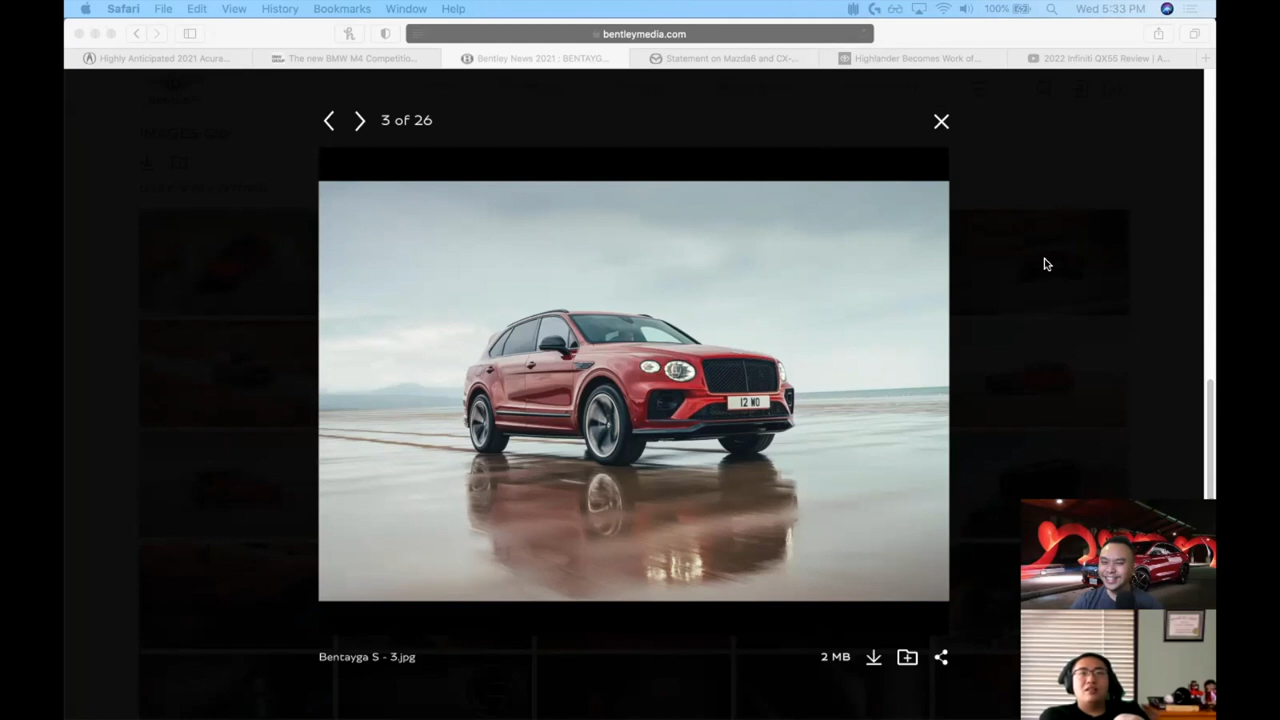 Safari File Edit View History Bookmarks Window Help 100% Wed 5:33 PM
bentleymedia.com
Highly Anticipated 2021 Acura... The new BMW M4 Competitio... Bentley News 2021 : BENTAYG... Statement on Mazda6 and CX-... Highlander Becomes Work of... 2022 Infiniti QX55 Review | A...
3 of 26
12 WO
Bentayga S - 3.jpg 2 MB